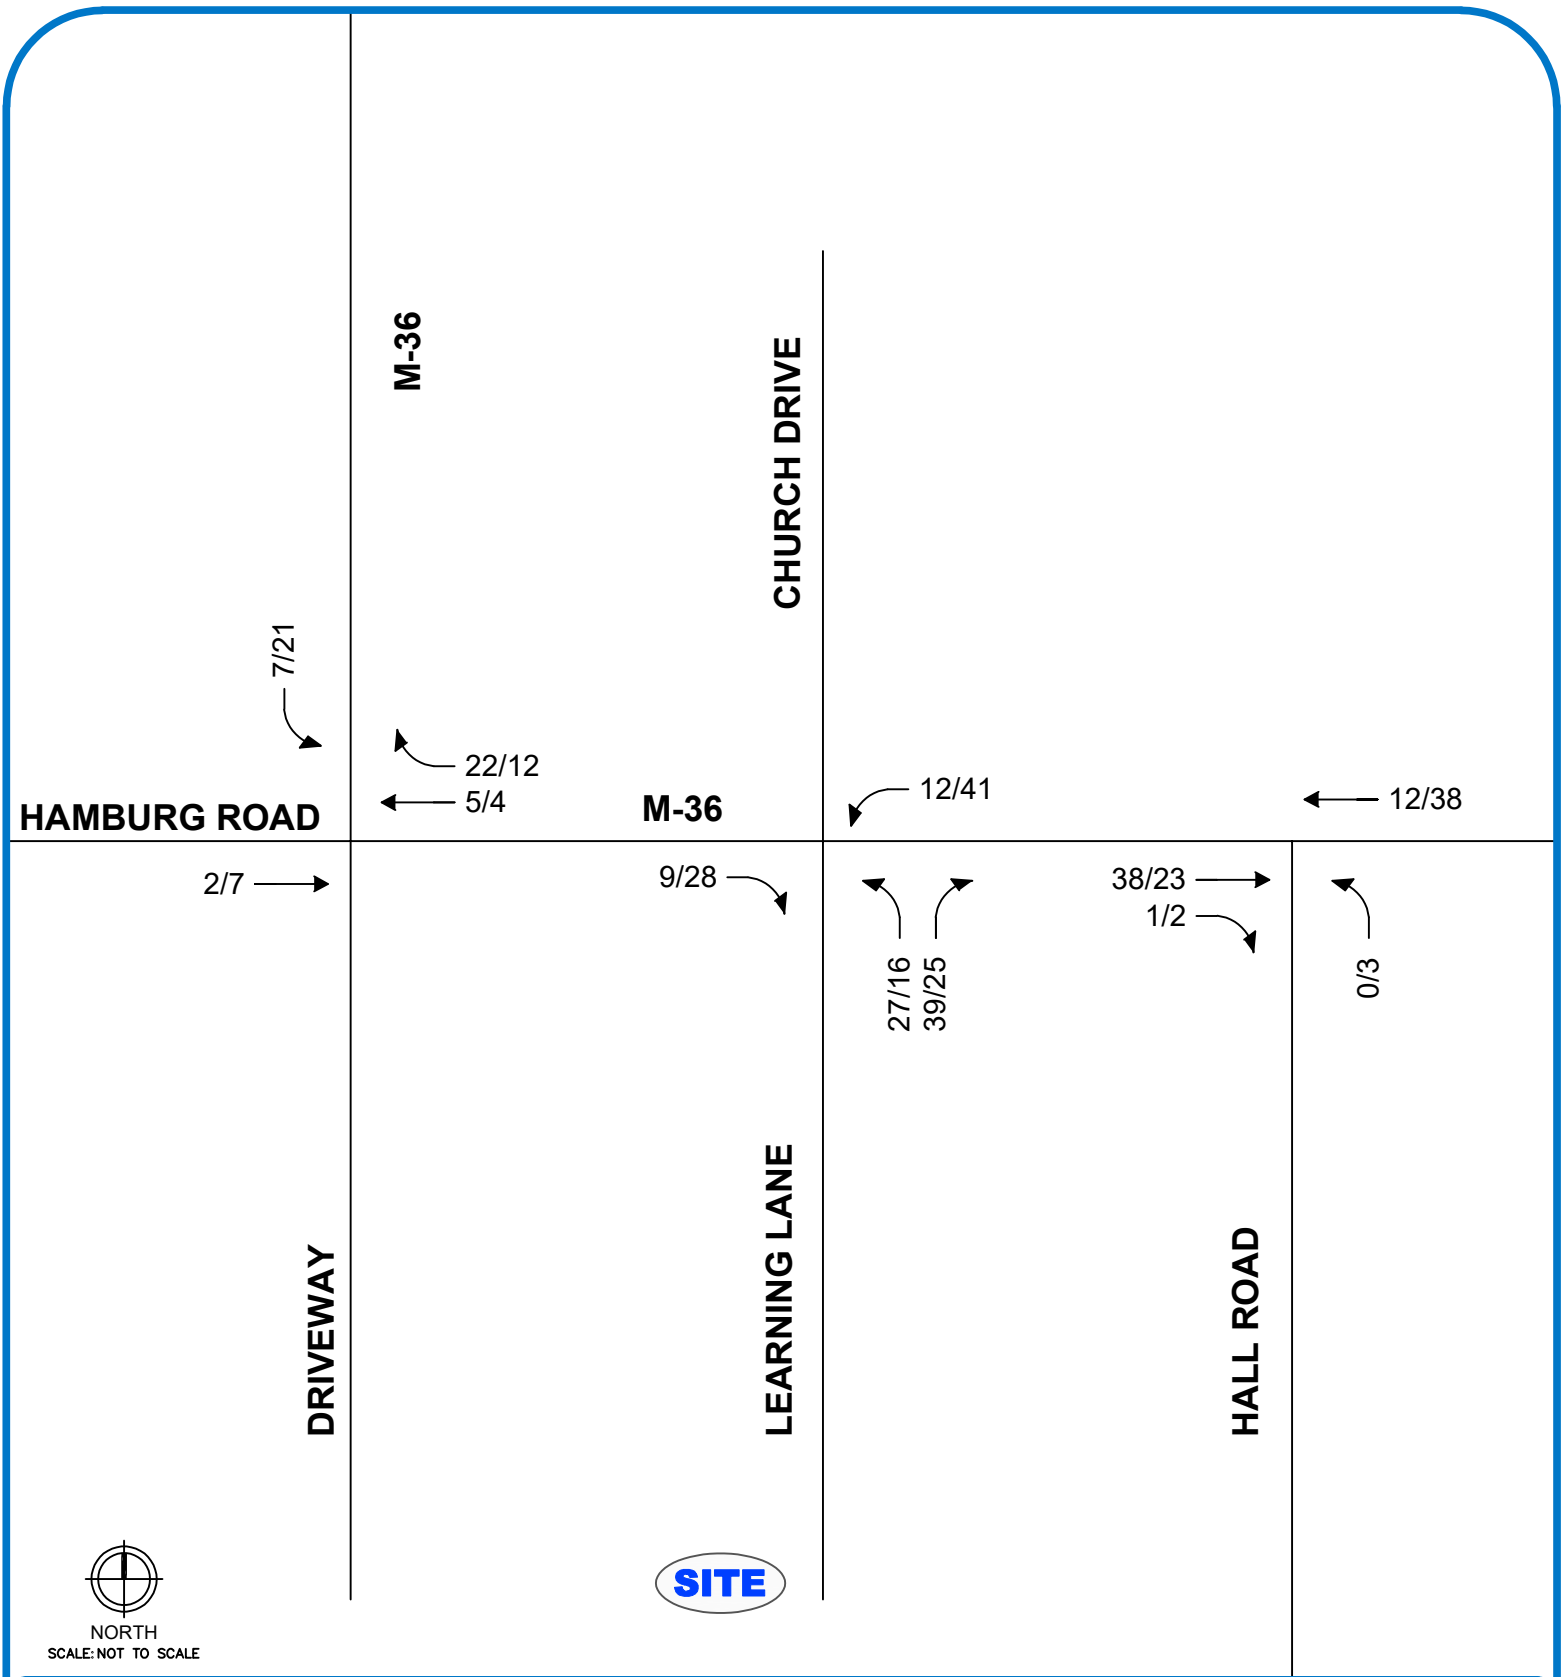 M-36
CHURCH DRIVE
7/21
22/12
5/4
HAMBURG ROAD
M-36
12/41
12/38
2/7
9/28
27/16
39/25
38/23
1/2
0/3
DRIVEWAY
LEARNING LANE
HALL ROAD
SITE
NORTH
SCALE: NOT TO SCALE